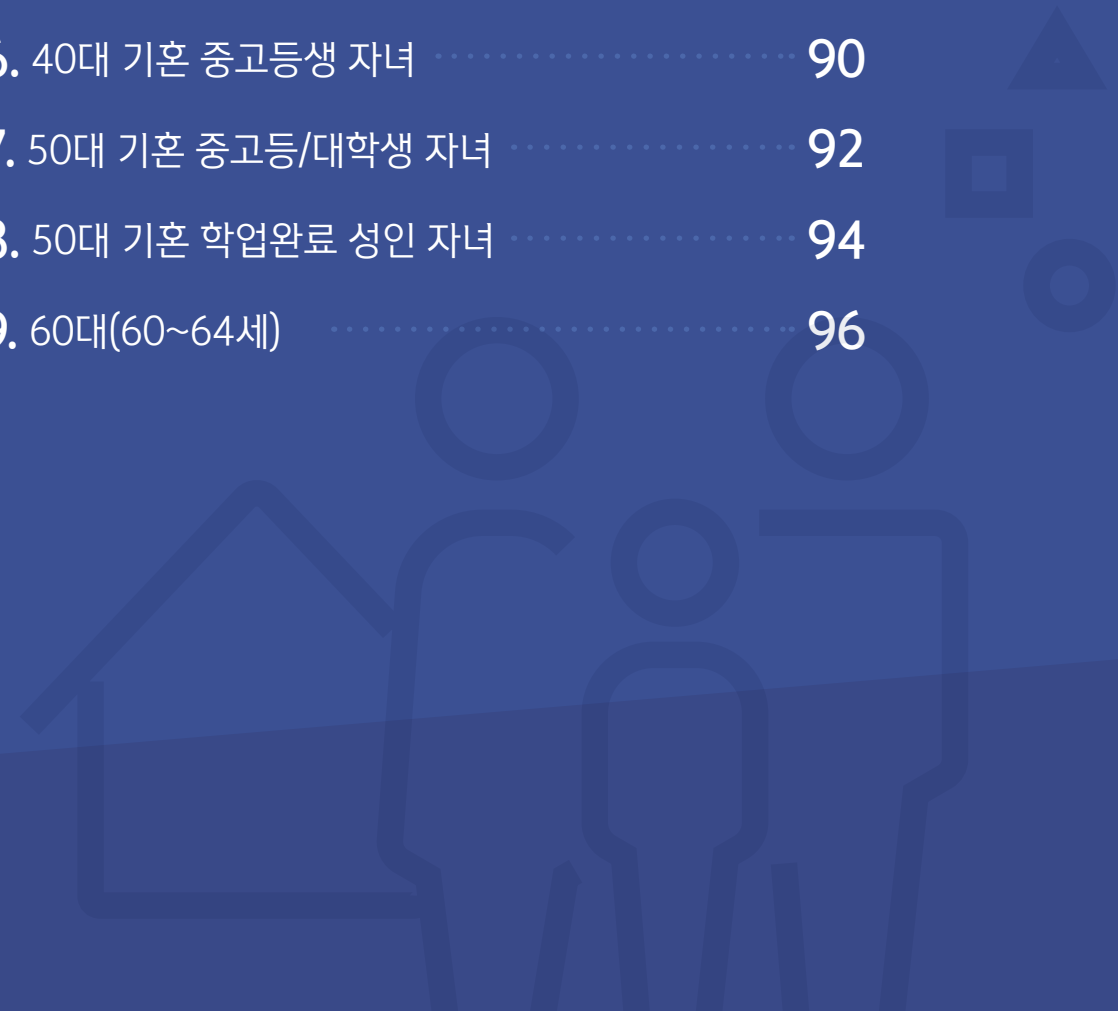 6. 40대 기혼 중고등생 자녀 90
7. 50대 기혼 중고등/대학생 자녀 92
8. 50대 기혼 학업완료 성인 자녀 94
9. 60대(60~64세) 96